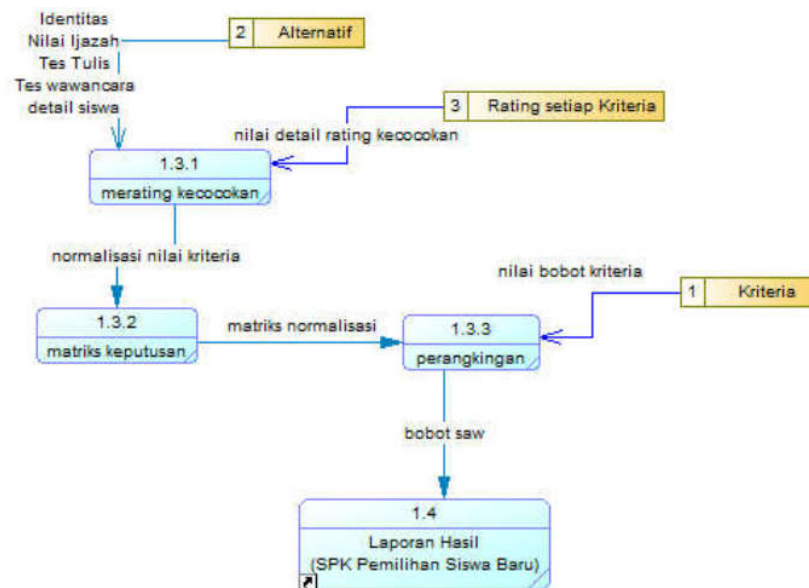 Identitas
Nilai Ijazah
Tes Tulis
Tes wawancara
detail siswa
2 Alternatif
3 Rating setiap Kriteria
nilai detail rating kecocokan
1.3.1
merating kecocokan
normalisasi nilai kriteria
nilai bobot kriteria
1 Kriteria
1.3.2
matriks keputusan
matriks normalisasi
1.3.3
perangkingan
bobot saw
1.4
Laporan Hasil
(SPK Pemilihan Siswa Baru)